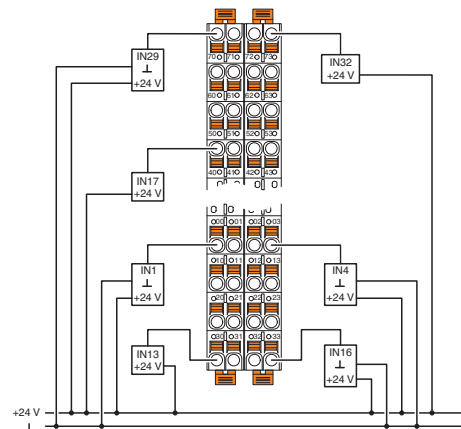 IN29
⊥
+24 V
70 71 72 73
IN32
+24 V
60 61 62 63
50 51 52 53
IN17
+24 V
40 41 42 43
00 01 02 03
IN1
⊥
+24 V
10 11 12 13
IN4
⊥
+24 V
20 21 22 23
IN13
+24 V
30 31 32 33
IN16
⊥
+24 V
+24 V
⊥